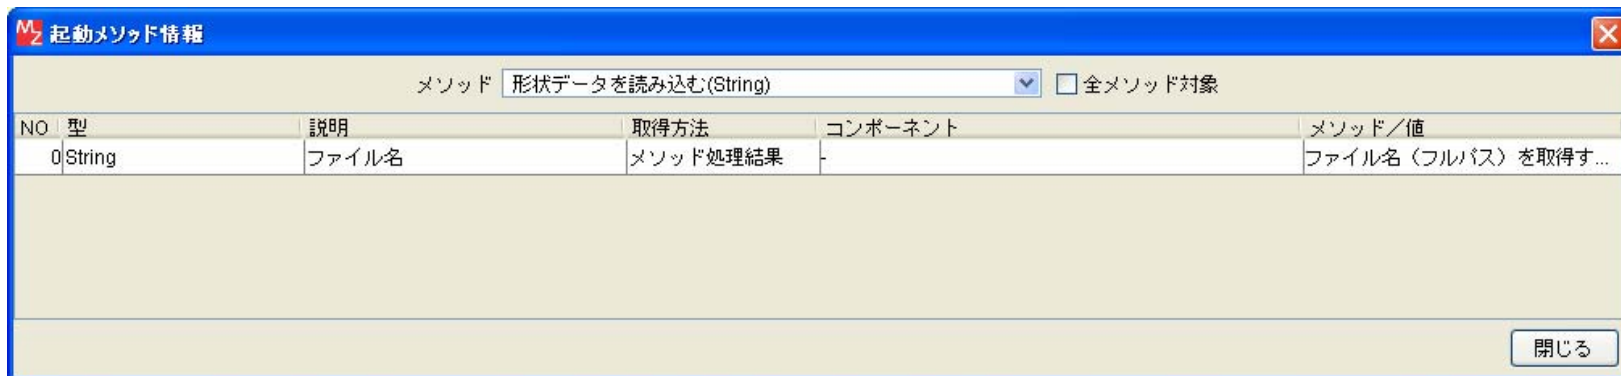 MZ 起動メソッド情報
メソッド 形状データを読み込む(String) 全メソッド対象
NO 型 説明 取得方法 コンポーネント メソッド／値
0 String ファイル名 メソッド処理結果 - ファイル名（フルパス）を取得す...
閉じる